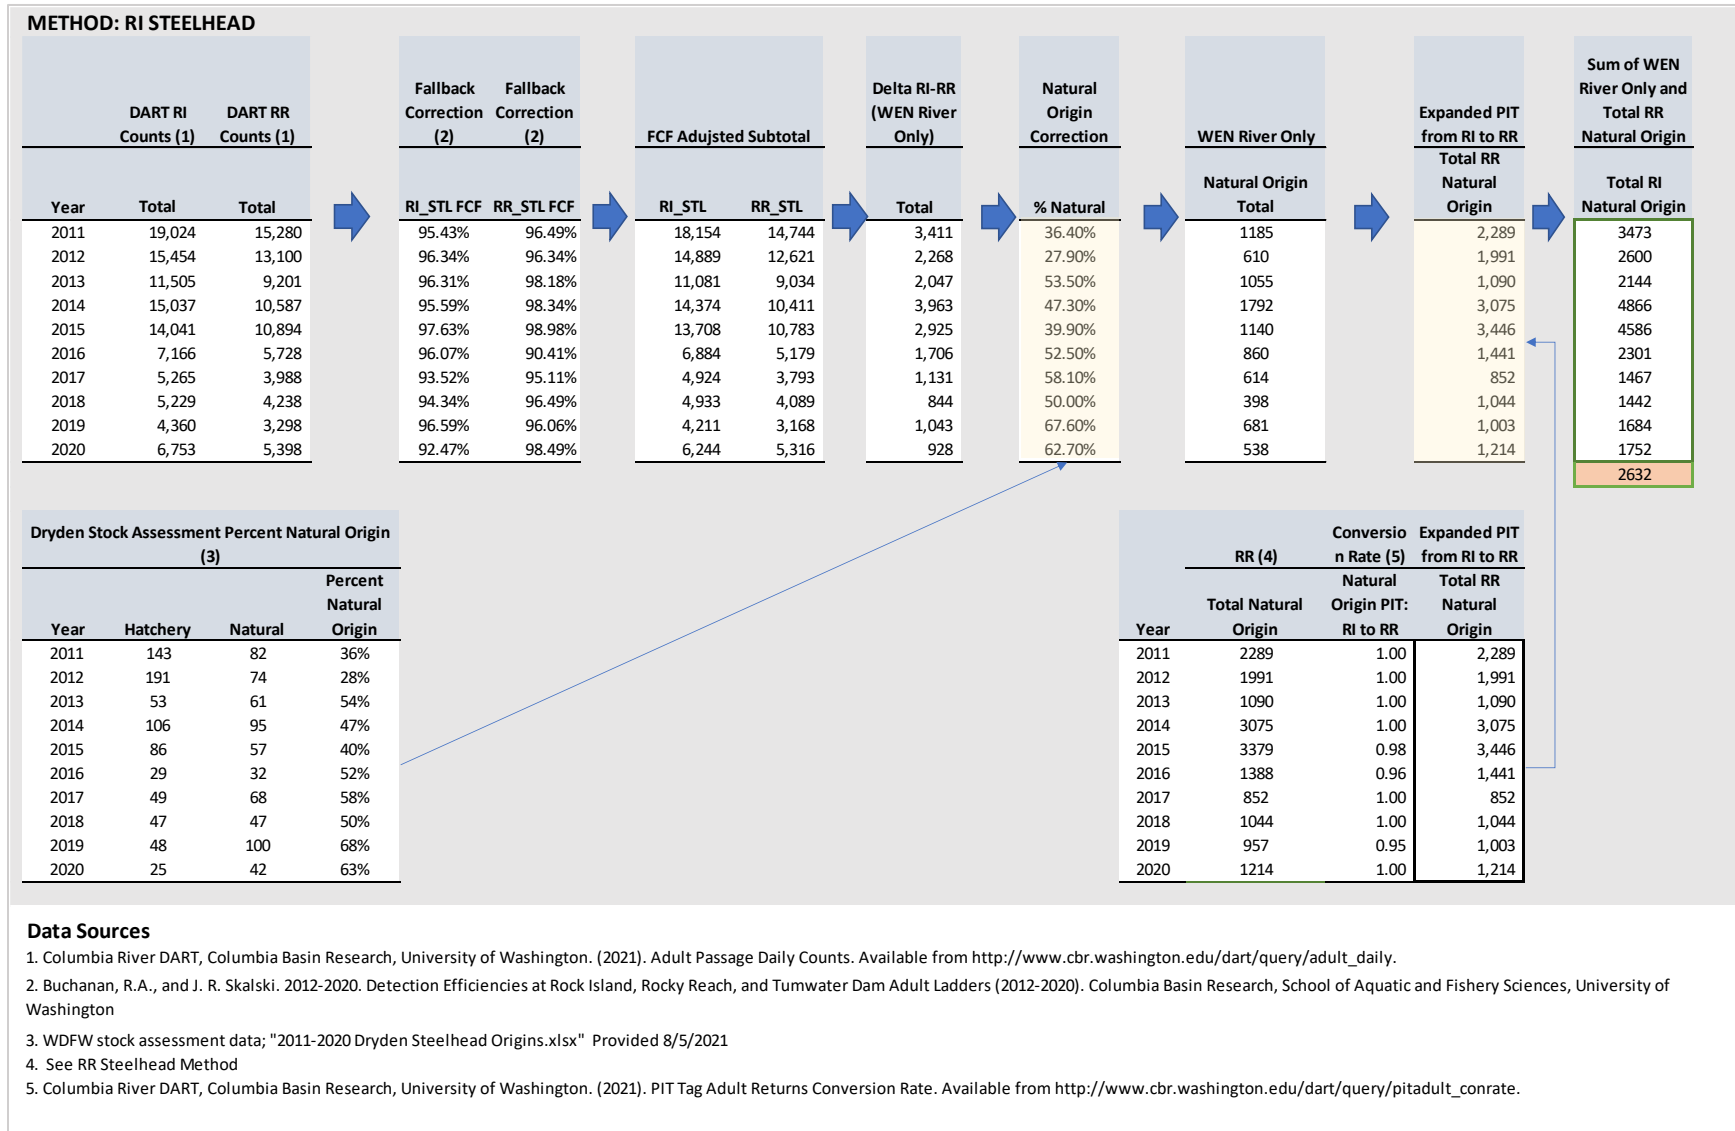 METHOD: RI STEELHEAD
DART RI Counts (1) DART RR Counts (1) Fallback Correction (2) Fallback Correction (2) FCF Adjujsted Subtotal Delta RI-RR (WEN River Only) Natural Origin Correction WEN River Only Expanded PIT from RI to RR Sum of WEN River Only and Total RR Natural Origin
Year Total Total RI_STL FCF RR_STL FCF RI_STL RR_STL Total % Natural Natural Origin Total Total RR Natural Origin Total RI Natural Origin
2011 19,024 15,280 95.43% 96.49% 18,154 14,744 3,411 36.40% 1185 2,289 3473
2012 15,454 13,100 96.34% 96.34% 14,889 12,621 2,268 27.90% 610 1,991 2600
2013 11,505 9,201 96.31% 98.18% 11,081 9,034 2,047 53.50% 1055 1,090 2144
2014 15,037 10,587 95.59% 98.34% 14,374 10,411 3,963 47.30% 1792 3,075 4866
2015 14,041 10,894 97.63% 98.98% 13,708 10,783 2,925 39.90% 1140 3,446 4586
2016 7,166 5,728 96.07% 90.41% 6,884 5,179 1,706 52.50% 860 1,441 2301
2017 5,265 3,988 93.52% 95.11% 4,924 3,793 1,131 58.10% 614 852 1467
2018 5,229 4,238 94.34% 96.49% 4,933 4,089 844 50.00% 398 1,044 1442
2019 4,360 3,298 96.59% 96.06% 4,211 3,168 1,043 67.60% 681 1,003 1684
2020 6,753 5,398 92.47% 98.49% 6,244 5,316 928 62.70% 538 1,214 1752
2632
Dryden Stock Assessment Percent Natural Origin
(3)
Year Hatchery Natural Percent Natural Origin
2011 143 82 36%
2012 191 74 28%
2013 53 61 54%
2014 106 95 47%
2015 86 57 40%
2016 29 32 52%
2017 49 68 58%
2018 47 47 50%
2019 48 100 68%
2020 25 42 63%
RR (4) Conversio n Rate (5) Expanded PIT from RI to RR
Year Total Natural Origin Natural Origin PIT: RI to RR Total RR Natural Origin
2011 2289 1.00 2,289
2012 1991 1.00 1,991
2013 1090 1.00 1,090
2014 3075 1.00 3,075
2015 3379 0.98 3,446
2016 1388 0.96 1,441
2017 852 1.00 852
2018 1044 1.00 1,044
2019 957 0.95 1,003
2020 1214 1.00 1,214
Data Sources
1. Columbia River DART, Columbia Basin Research, University of Washington. (2021). Adult Passage Daily Counts. Available from http://www.cbr.washington.edu/dart/query/adult_daily.
2. Buchanan, R.A., and J. R. Skalski. 2012-2020. Detection Efficiencies at Rock Island, Rocky Reach, and Tumwater Dam Adult Ladders (2012-2020). Columbia Basin Research, School of Aquatic and Fishery Sciences, University of
Washington
3. WDFW stock assessment data; "2011-2020 Dryden Steelhead Origins.xlsx" Provided 8/5/2021
4. See RR Steelhead Method
5. Columbia River DART, Columbia Basin Research, University of Washington. (2021). PIT Tag Adult Returns Conversion Rate. Available from http://www.cbr.washington.edu/dart/query/pitadult_conrate.